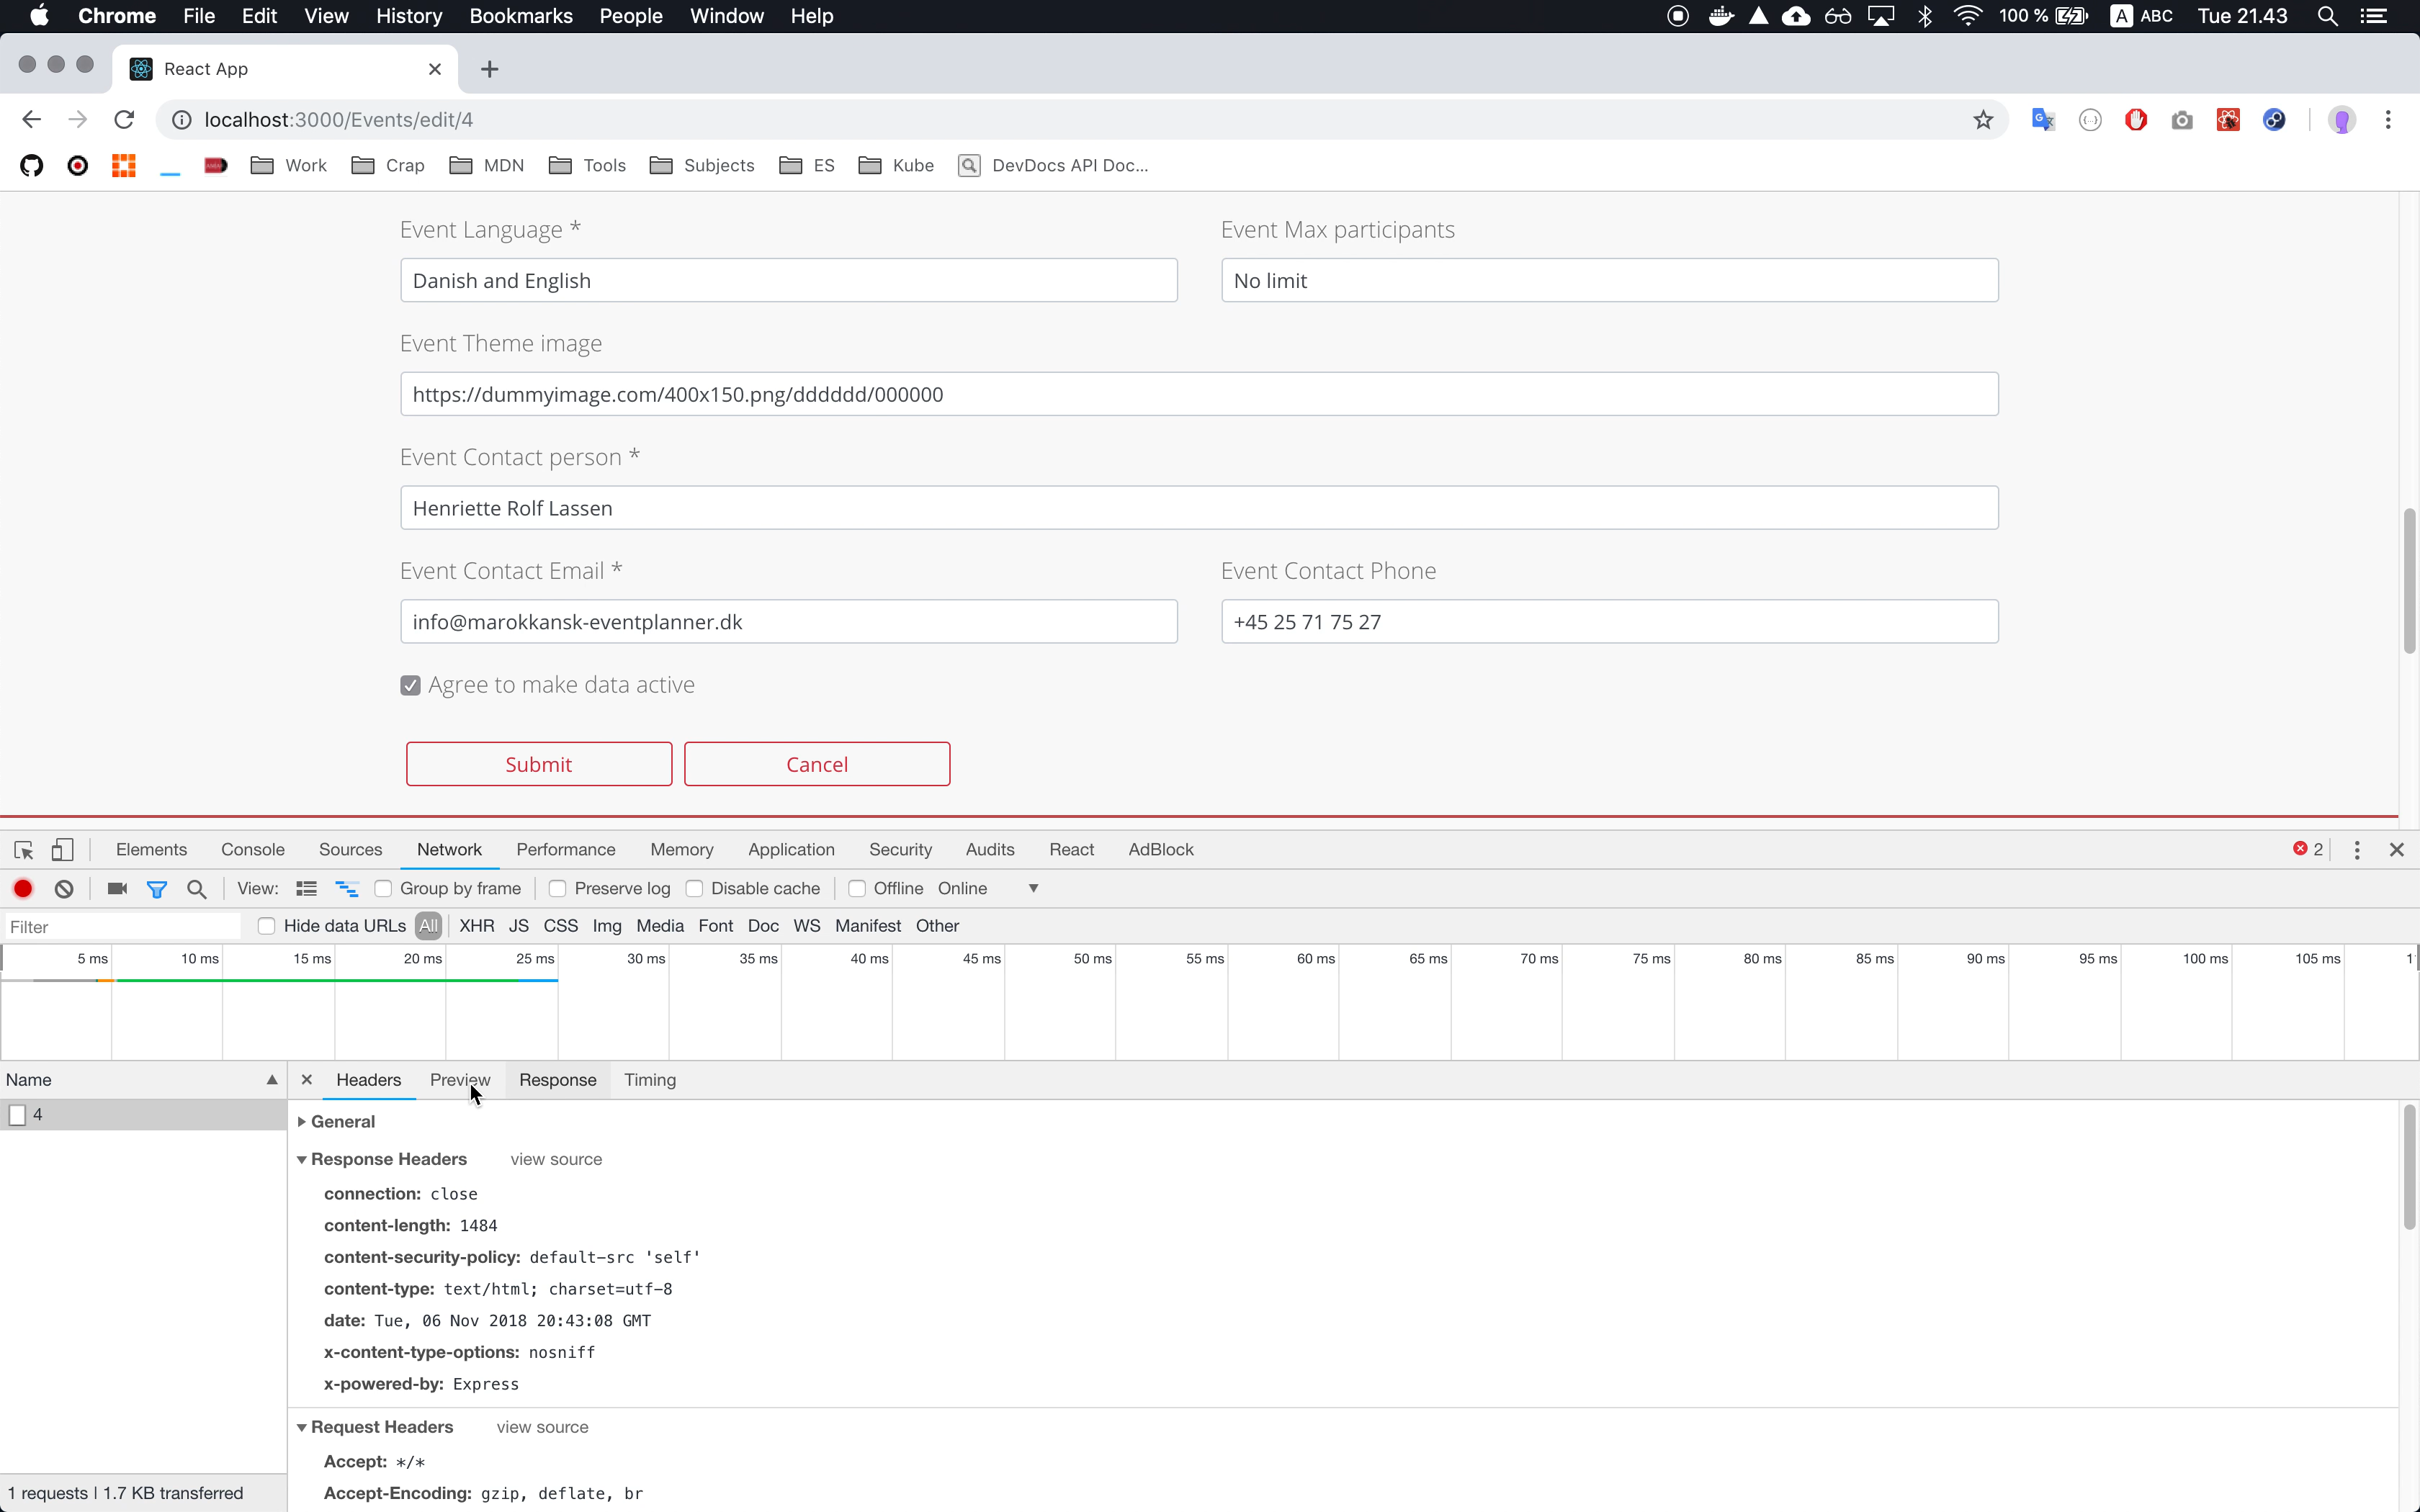 Chrome File Edit View History Bookmarks People Window Help 100 % A ABC Tue 21.43
React App
localhost:3000/Events/edit/4
Work Crap MDN Tools Subjects ES Kube DevDocs API Doc...
Event Language * Event Max participants
Danish and English No limit
Event Theme image
https://dummyimage.com/400x150.png/dddddd/000000
Event Contact person *
Henriette Rolf Lassen
Event Contact Email * Event Contact Phone
info@marokkansk-eventplanner.dk +45 25 71 75 27
Agree to make data active
Submit Cancel
Elements Console Sources Network Performance Memory Application Security Audits React AdBlock 2
View: Group by frame Preserve log Disable cache Offline Online
Filter Hide data URLs All XHR JS CSS Img Media Font Doc WS Manifest Other
5 ms 10 ms 15 ms 20 ms 25 ms 30 ms 35 ms 40 ms 45 ms 50 ms 55 ms 60 ms 65 ms 70 ms 75 ms 80 ms 85 ms 90 ms 95 ms 100 ms 105 ms
Name Headers Preview Response Timing
4
General
Response Headers view source
connection: close
content-length: 1484
content-security-policy: default-src 'self'
content-type: text/html; charset=utf-8
date: Tue, 06 Nov 2018 20:43:08 GMT
x-content-type-options: nosniff
x-powered-by: Express
Request Headers view source
Accept: */*
Accept-Encoding: gzip, deflate, br
1 requests | 1.7 KB transferred